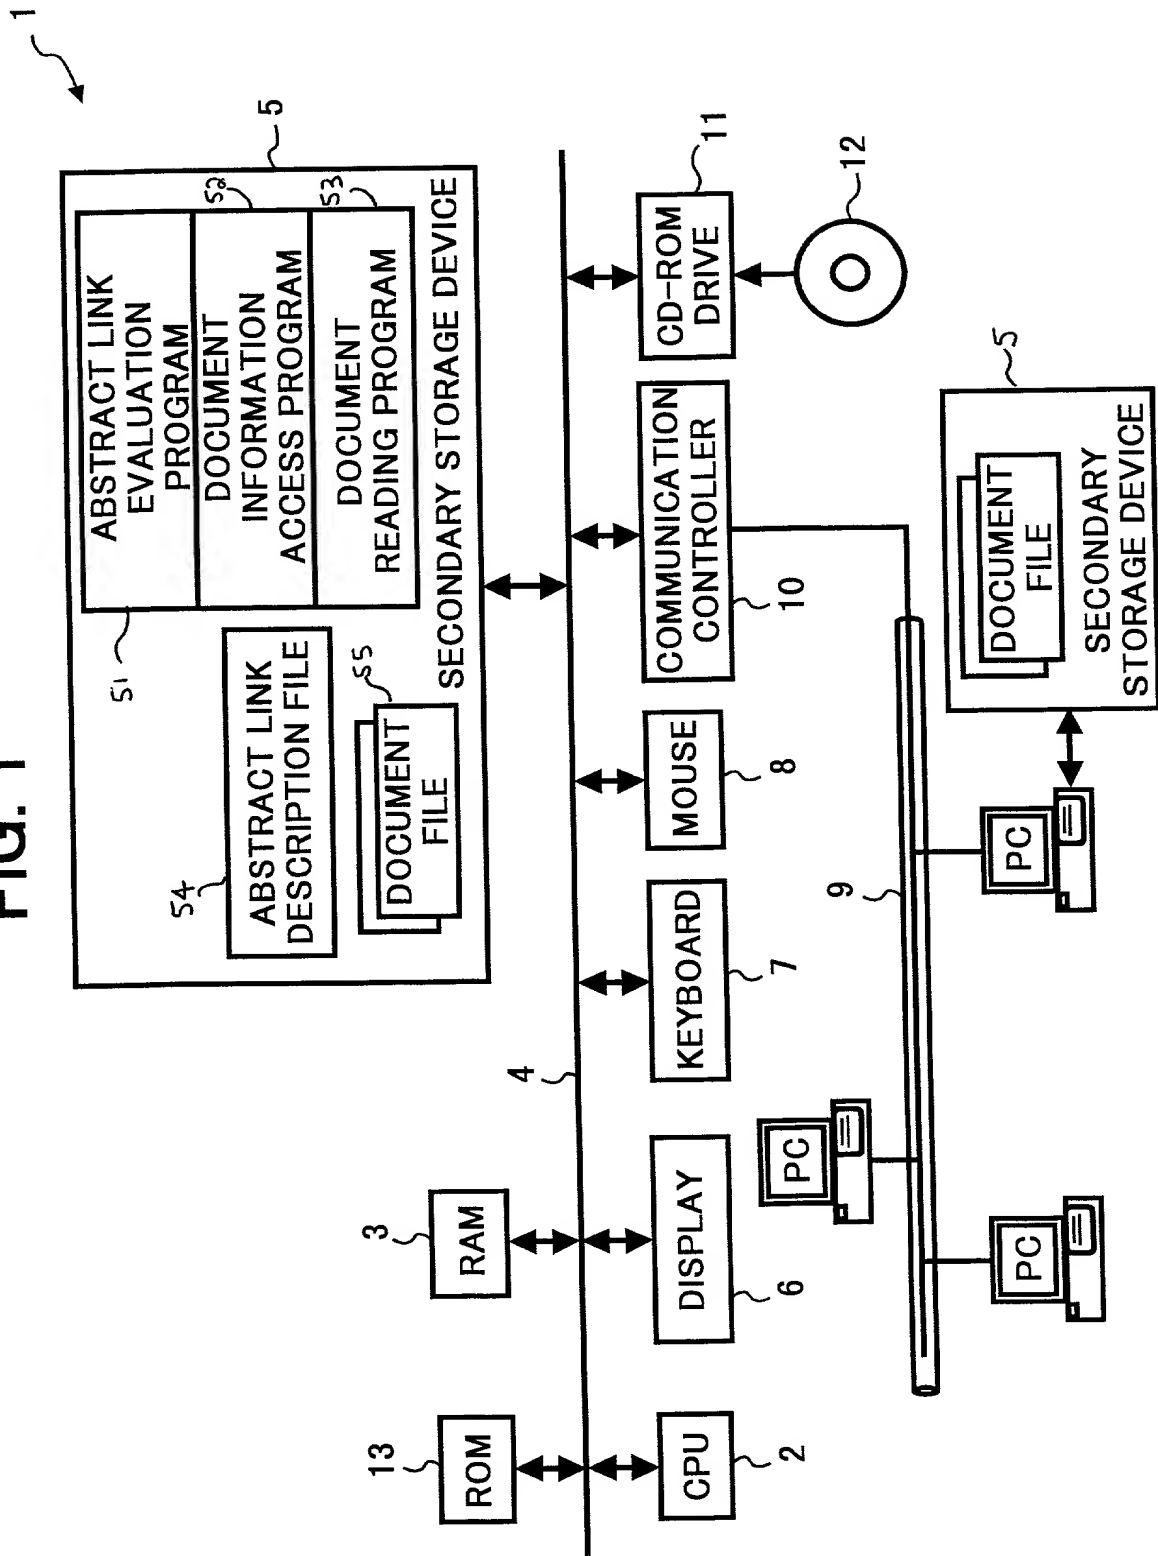 FIG. 1
1
5
51
ABSTRACT LINK
EVALUATION
PROGRAM
52
DOCUMENT
INFORMATION
ACCESS PROGRAM
53
DOCUMENT
READING PROGRAM
54
ABSTRACT LINK
DESCRIPTION FILE
55
DOCUMENT
FILE
SECONDARY STORAGE DEVICE
13
ROM
3
RAM
4
CPU
2
DISPLAY
6
KEYBOARD
7
MOUSE
8
COMMUNICATION
CONTROLLER
10
CD-ROM
DRIVE
11
12
9
PC
PC
PC
5
DOCUMENT
FILE
SECONDARY
STORAGE DEVICE